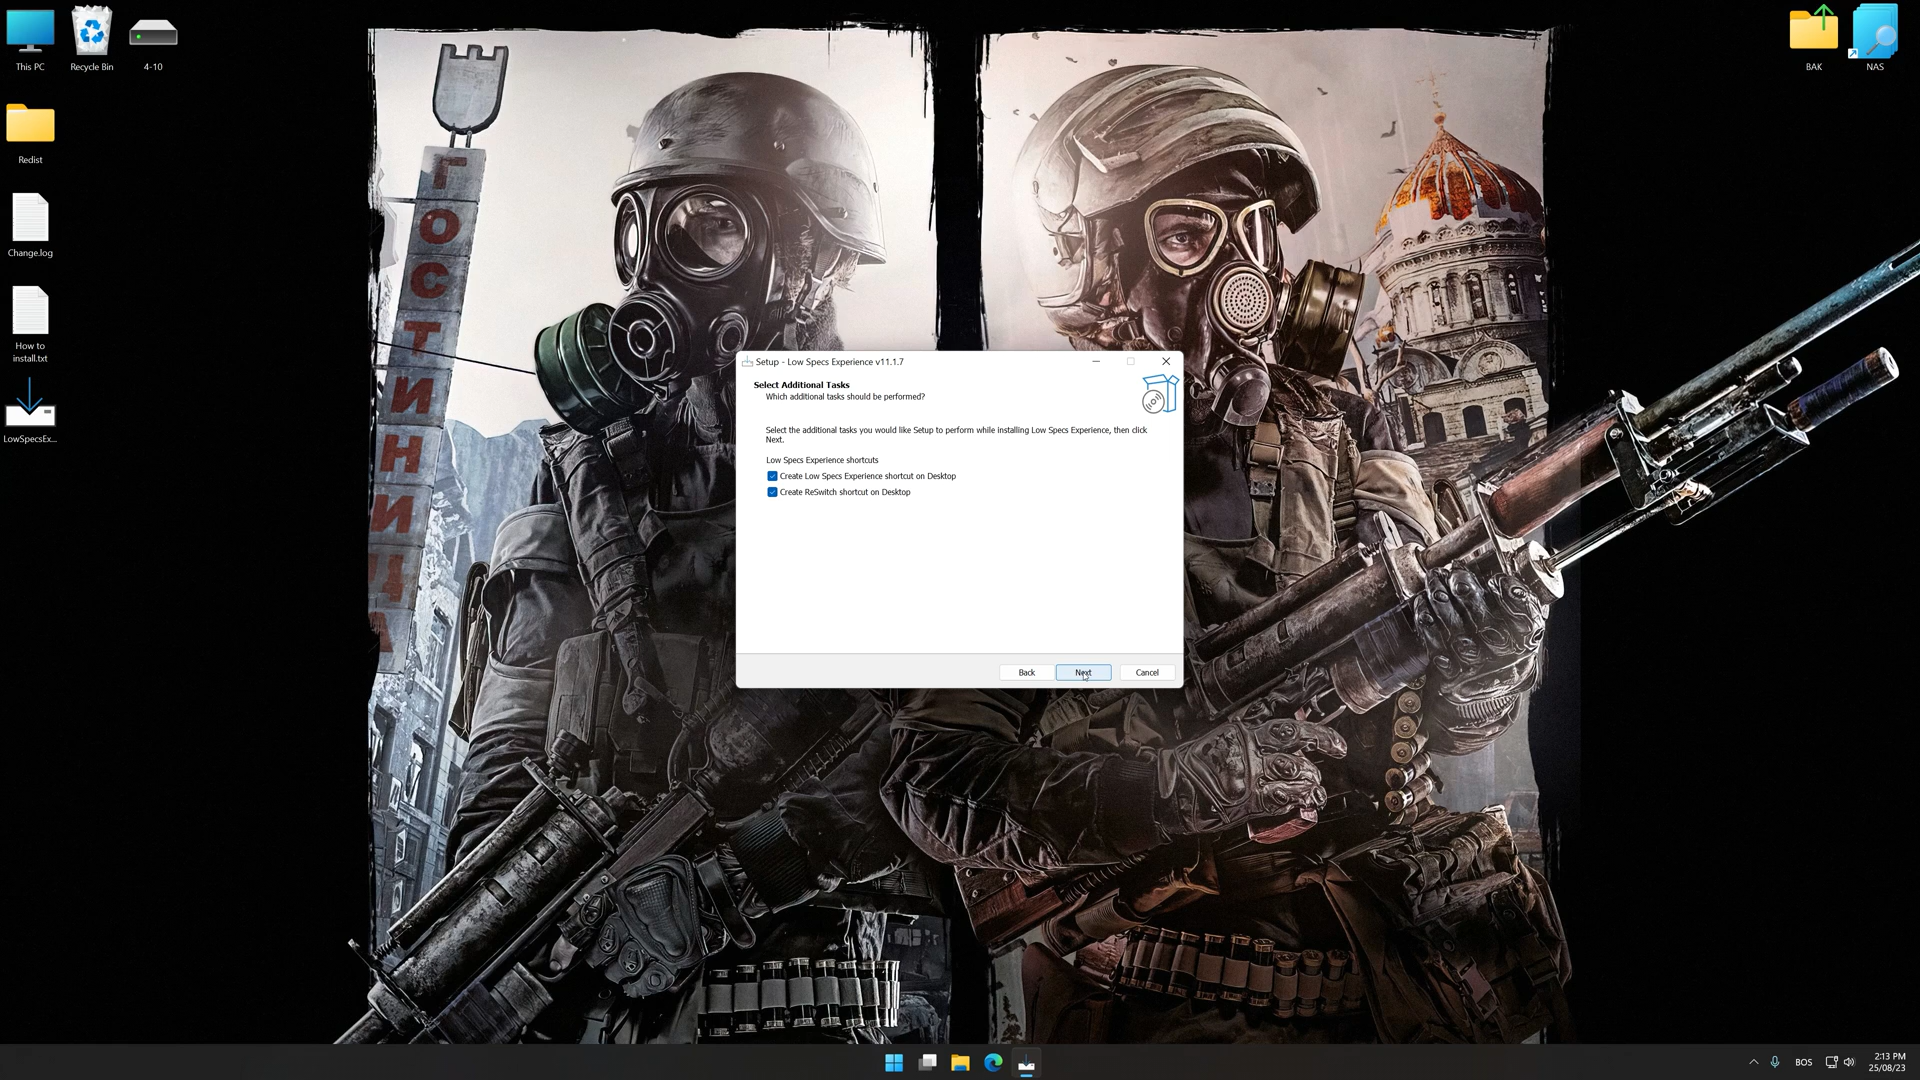 This PC
Recycle Bin
4-10
BAK
NAS
Redist
Change.log
How to
install.txt
LowSpecsEx...
ГОСТИНИЦА
Setup - Low Specs Experience v11.1.7
Select Additional Tasks
Which additional tasks should be performed?
Select the additional tasks you would like Setup to perform while installing Low Specs Experience, then click
Next.
Low Specs Experience shortcuts
Create Low Specs Experience shortcut on Desktop
Create ReSwitch shortcut on Desktop
Back
Next
Cancel
BOS
2:13 PM
25/08/23